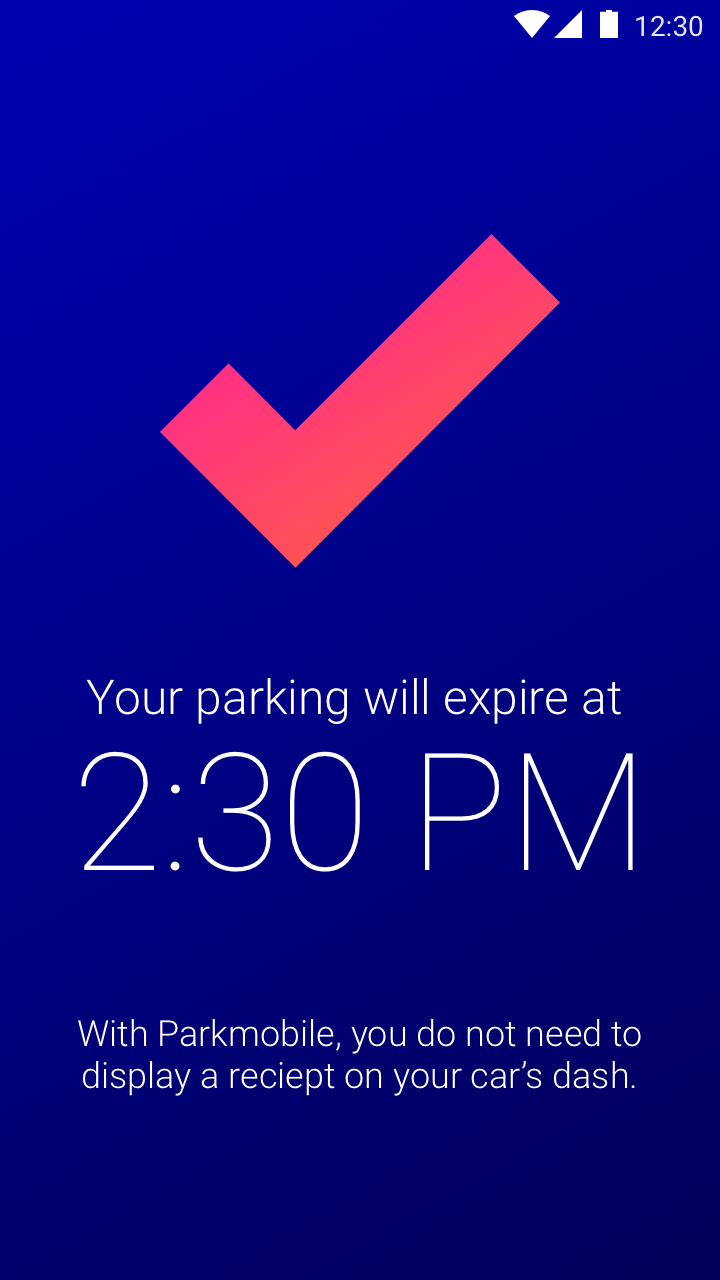 12:30
Your parking will expire at
2:30 PM
With Parkmobile, you do not need to
display a reciept on your car’s dash.